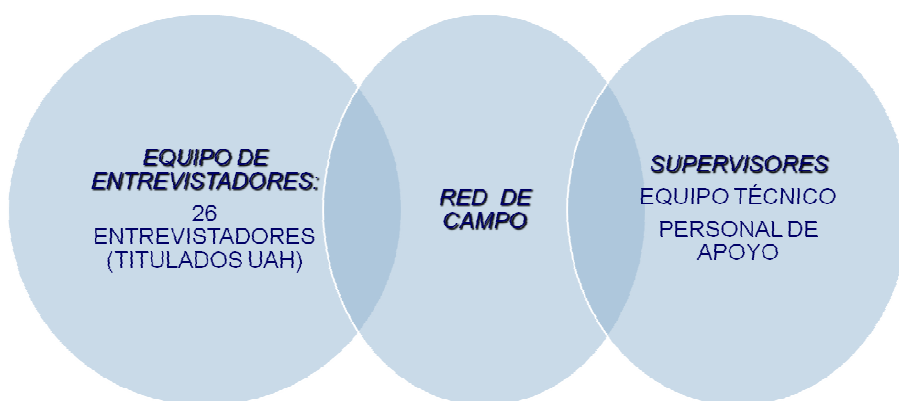 EQUIPO DE
ENTREVISTADORES:
26
ENTREVISTADORES
(TITULADOS UAH)
RED DE
CAMPO
SUPERVISORES
EQUIPO TÉCNICO
PERSONAL DE
APOYO